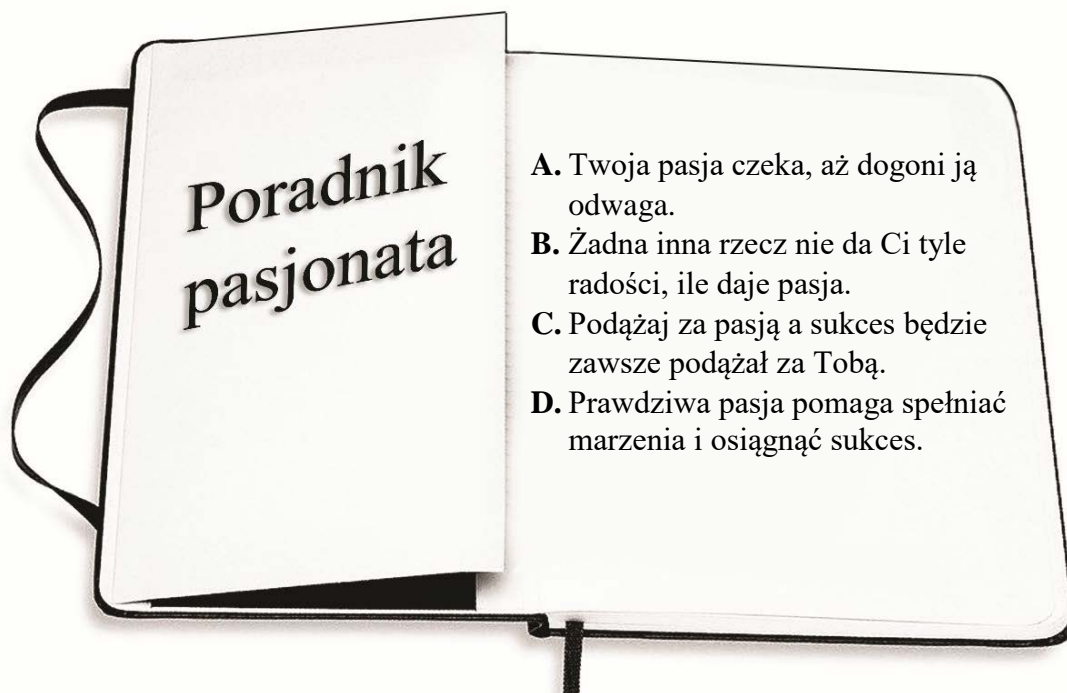 Poradnik
pasjonata
A. Twoja pasja czeka, aż dogoni ją
odwaga.
B. Żadna inna rzecz nie da Ci tyle
radości, ile daje pasja.
C. Podążaj za pasją a sukces będzie
zawsze podążał za Tobą.
D. Prawdziwa pasja pomaga spełniać
marzenia i osiągnąć sukces.